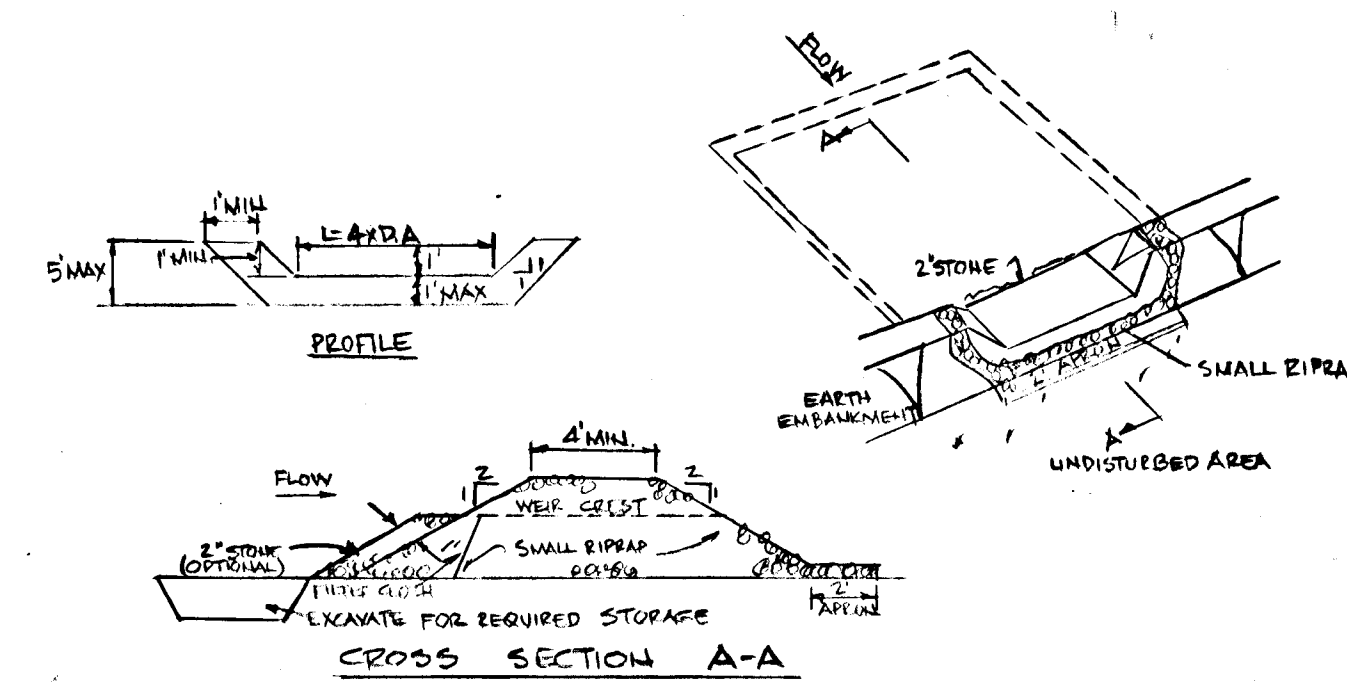 1' MIN
L=4xD.A
5' MAX
1' MIN.
1'
1
1
1' MAX
PROFILE
FLOW
A
2" STONE
L APRON
SMALL RIPRA
EARTH
EMBANKMENT
A
UNDISTURBED AREA
4' MIN.
FLOW
2
1
2
1
WEIR CREST
2" STONE
(OPTIONAL)
SMALL RIPRAP
FILTER CLOTH
2'
APRON
EXCAVATE FOR REQUIRED STORAGE
CROSS SECTION A-A